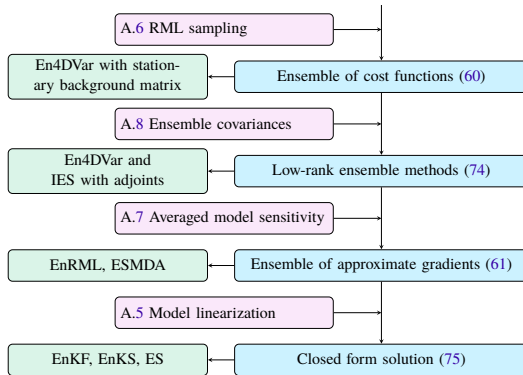 A.6 RML sampling
En4DVar with station-
ary background matrix
Ensemble of cost functions (60)
A.8 Ensemble covariances
En4DVar and
IES with adjoints
Low-rank ensemble methods (74)
A.7 Averaged model sensitivity
EnRML, ESMDA
Ensemble of approximate gradients (61)
A.5 Model linearization
EnKF, EnKS, ES
Closed form solution (75)